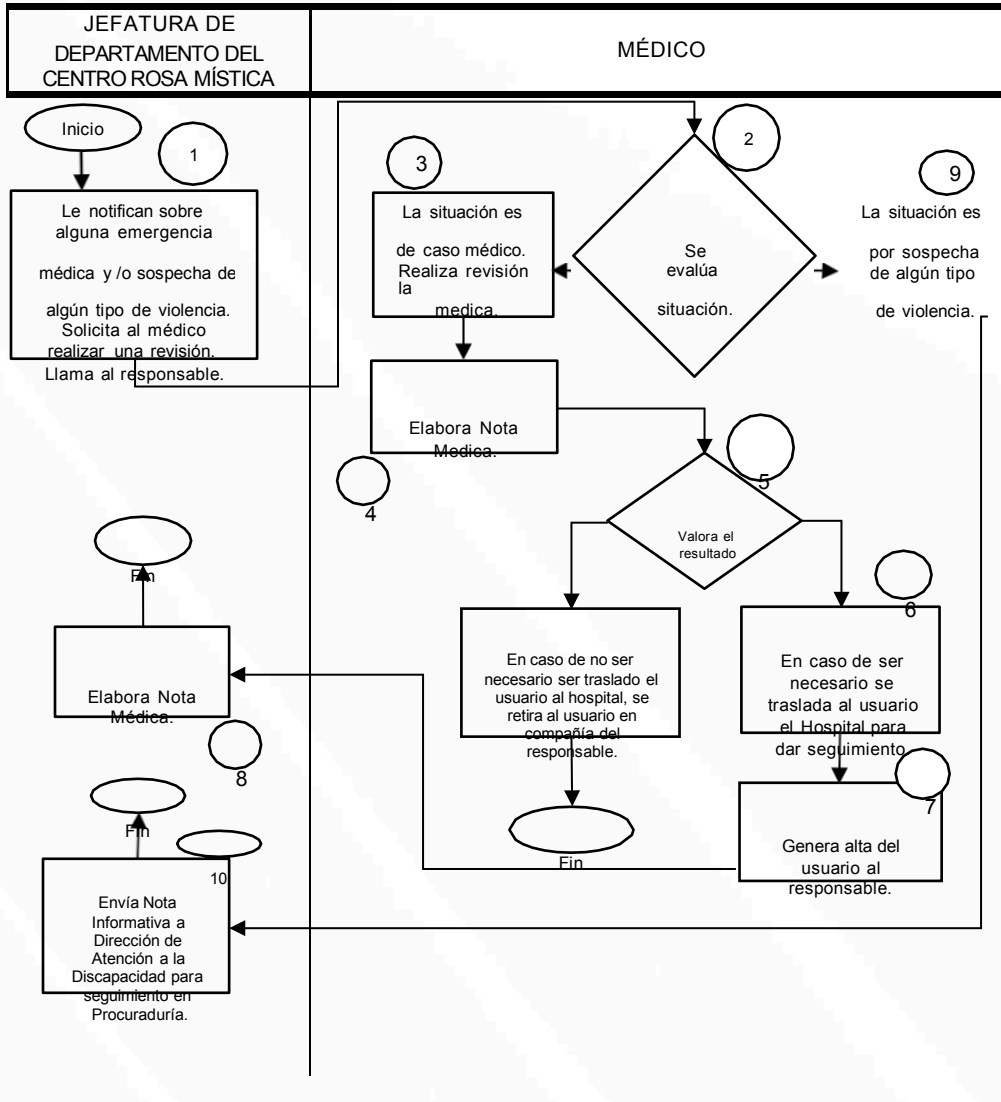 JEFATURA DE
DEPARTAMENTO DEL
CENTRO ROSA MÍSTICA
MÉDICO
Inicio
1
Le notifican sobre
alguna emergencia
médica y /o sospecha de
algún tipo de violencia.
Solicita al médico
realizar una revisión.
Llama al responsable.
2
Se
evalúa
situación.
3
La situación es
de caso médico.
Realiza revisión
la
medica.
9
La situación es
por sospecha
de algún tipo
de violencia.
Elabora Nota
Medica.
4
5
Valora el
resultado
6
En caso de no ser
necesario ser traslado el
usuario al hospital, se
retira al usuario en
compañía del
responsable.
En caso de ser
necesario se
traslada al usuario
el Hospital para
dar seguimiento
Fin
7
Genera alta del
usuario al
responsable.
Fin
Elabora Nota
Médica.
8
Fin
10
Envía Nota
Informativa a
Dirección de
Atención a la
Discapacidad para
seguimiento en
Procuraduría.